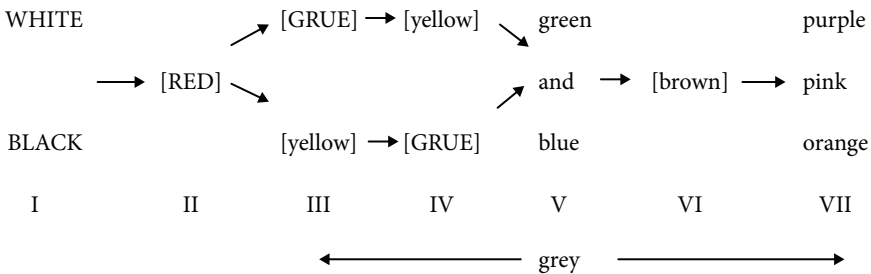 WHITE [GRUE] [yellow] green purple
[RED] and [brown] pink
BLACK [yellow] [GRUE] blue orange
I II III IV V VI VII
grey